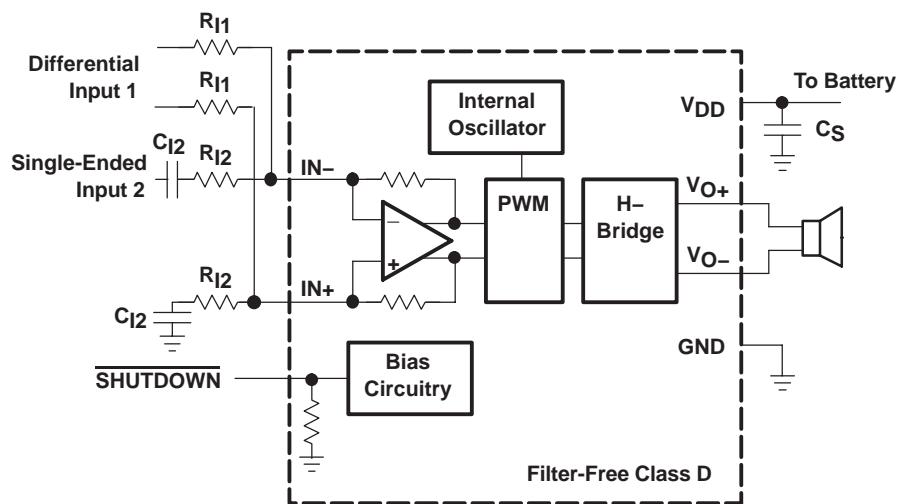 RI1
Differential
Input 1
RI1
CI2
RI2
Single-Ended
Input 2
RI2
CI2
SHUTDOWN
IN−
IN+
Internal
Oscillator
−
+
PWM
H−
Bridge
Bias
Circuitry
VDD
To Battery
CS
VO+
VO−
GND
Filter-Free Class D